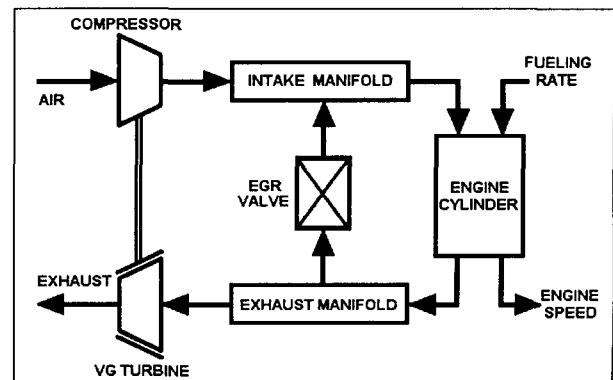 COMPRESSOR
AIR
INTAKE MANIFOLD
FUELING
RATE
EGR
VALVE
ENGINE
CYLINDER
EXHAUST
EXHAUST MANIFOLD
ENGINE
SPEED
VG TURBINE